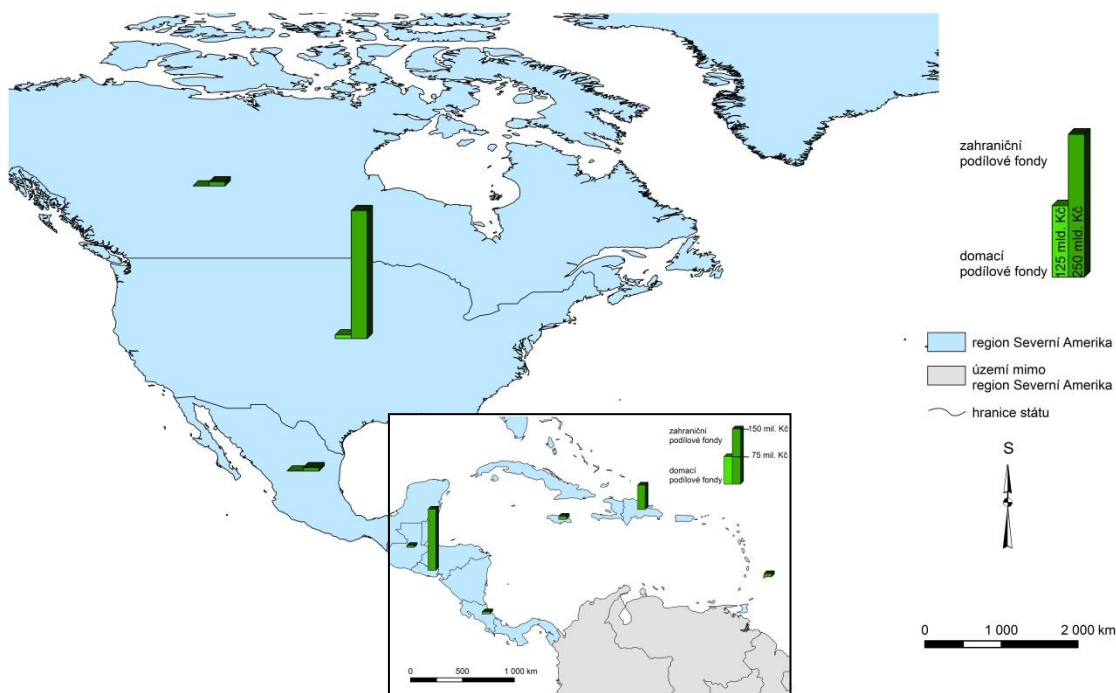 zahraniční
podílové fondy
domací
podílové fondy
125 mld. Kč
250 mld. Kč
region Severní Amerika
území mimo
region Severní Amerika
hranice státu
S
0 1 000 2 000 km
zahraniční
podílové fondy
150 mil. Kč
75 mil. Kč
domací
podílové fondy
0 500 1 000 km